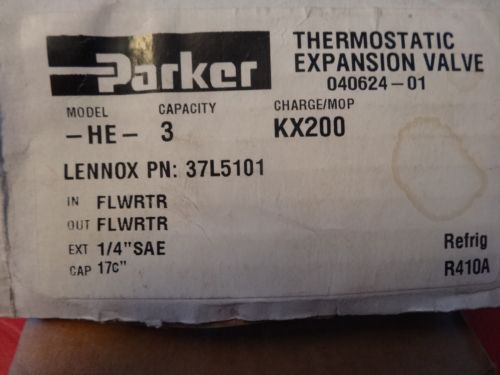 Parker
THERMOSTATIC
EXPANSION VALVE
040624-01
MODEL CAPACITY CHARGE/MOP
-HE- 3 KX200
LENNOX PN: 37L5101
IN FLWRTR
OUT FLWRTR
EXT 1/4"SAE
CAP 17c"
Refrig
R410A